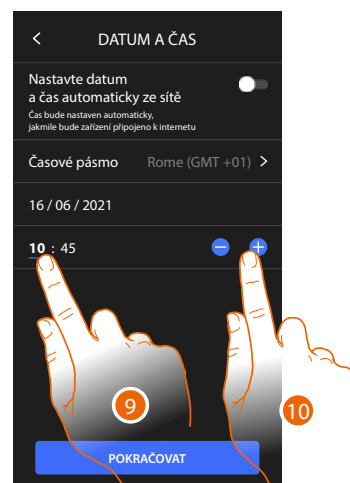 < DATUM A ČAS
Nastavte datum
a čas automaticky ze sítě
Čas bude nastaven automaticky,
jakmile bude zařízení připojeno k internetu
Časové pásmo Rome (GMT +01) >
16 / 06 / 2021
10 : 45
9
10
POKRAČOVAT